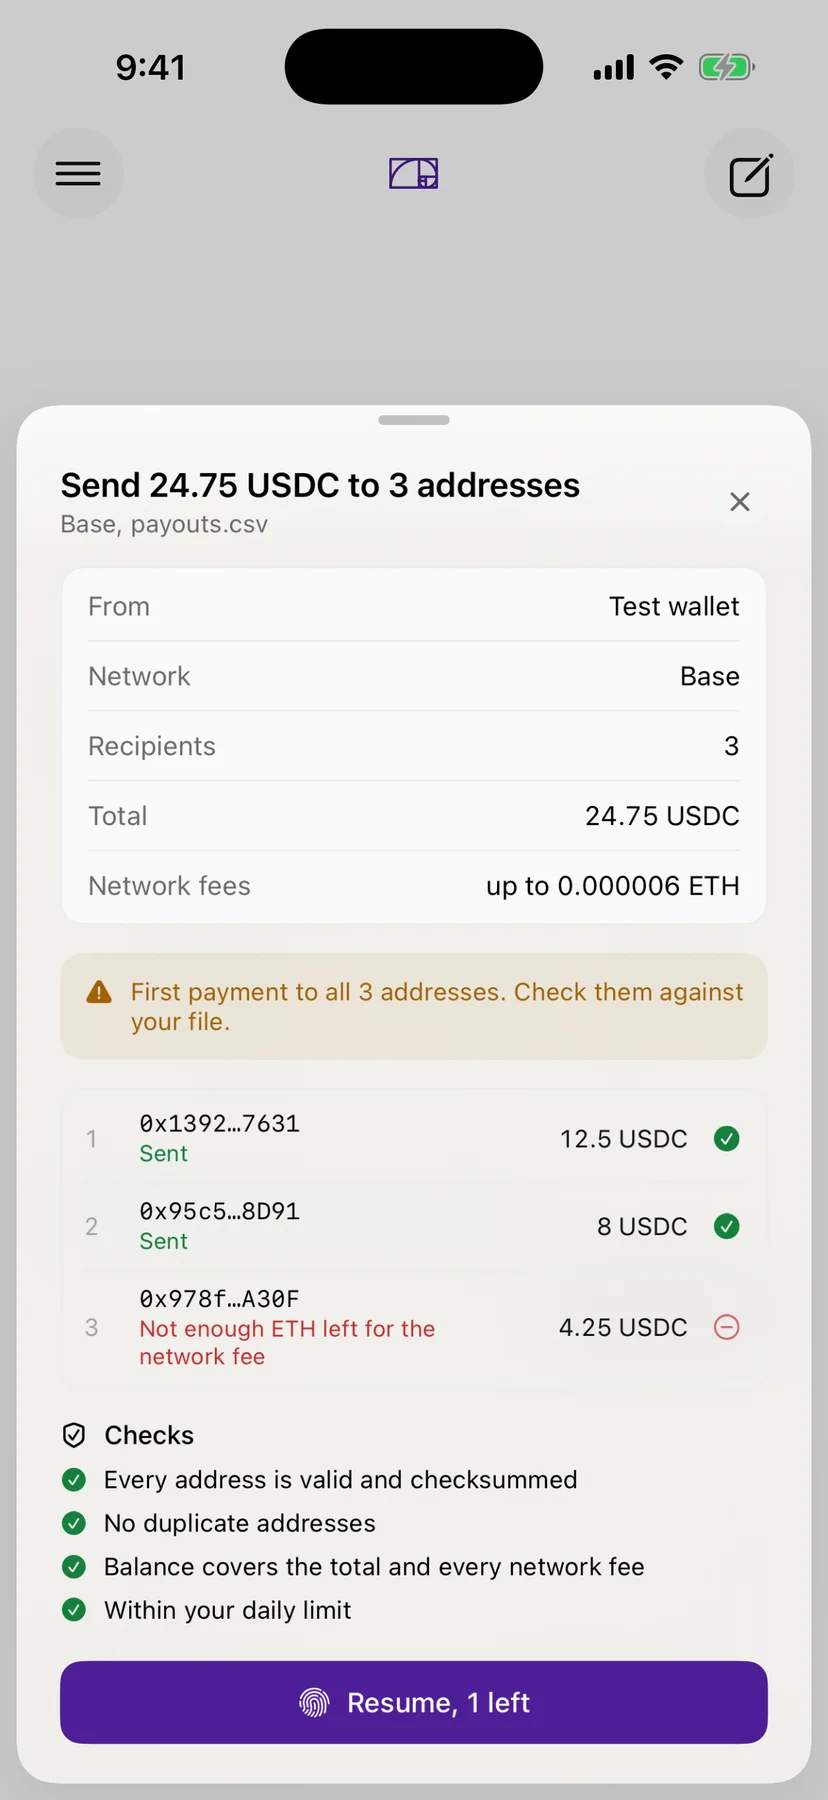 9:41
Send 24.75 USDC to 3 addresses
Base, payouts.csv
From Test wallet
Network Base
Recipients 3
Total 24.75 USDC
Network fees up to 0.000006 ETH
First payment to all 3 addresses. Check them against
your file.
1 0x1392…7631 12.5 USDC
Sent
2 0x95c5…8D91 8 USDC
Sent
3 0x978f…A30F 4.25 USDC
Not enough ETH left for the
network fee
Checks
Every address is valid and checksummed
No duplicate addresses
Balance covers the total and every network fee
Within your daily limit
Resume, 1 left